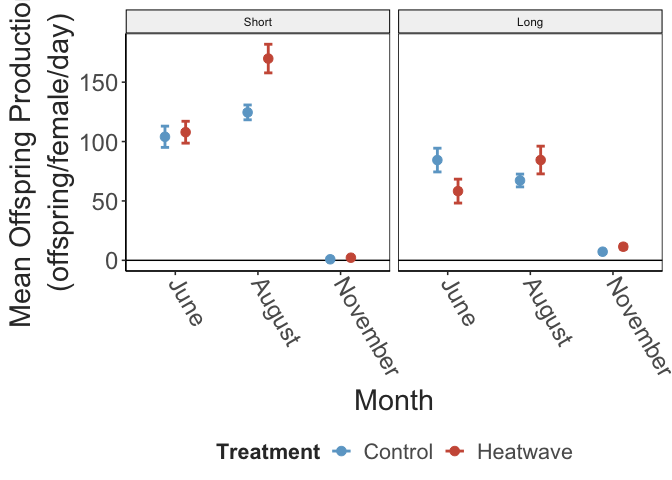 Short
Long
Mean Offspring Productio
(offspring/female/day)
150
100
50
0
June
August
November
June
August
November
Month
Treatment Control Heatwave